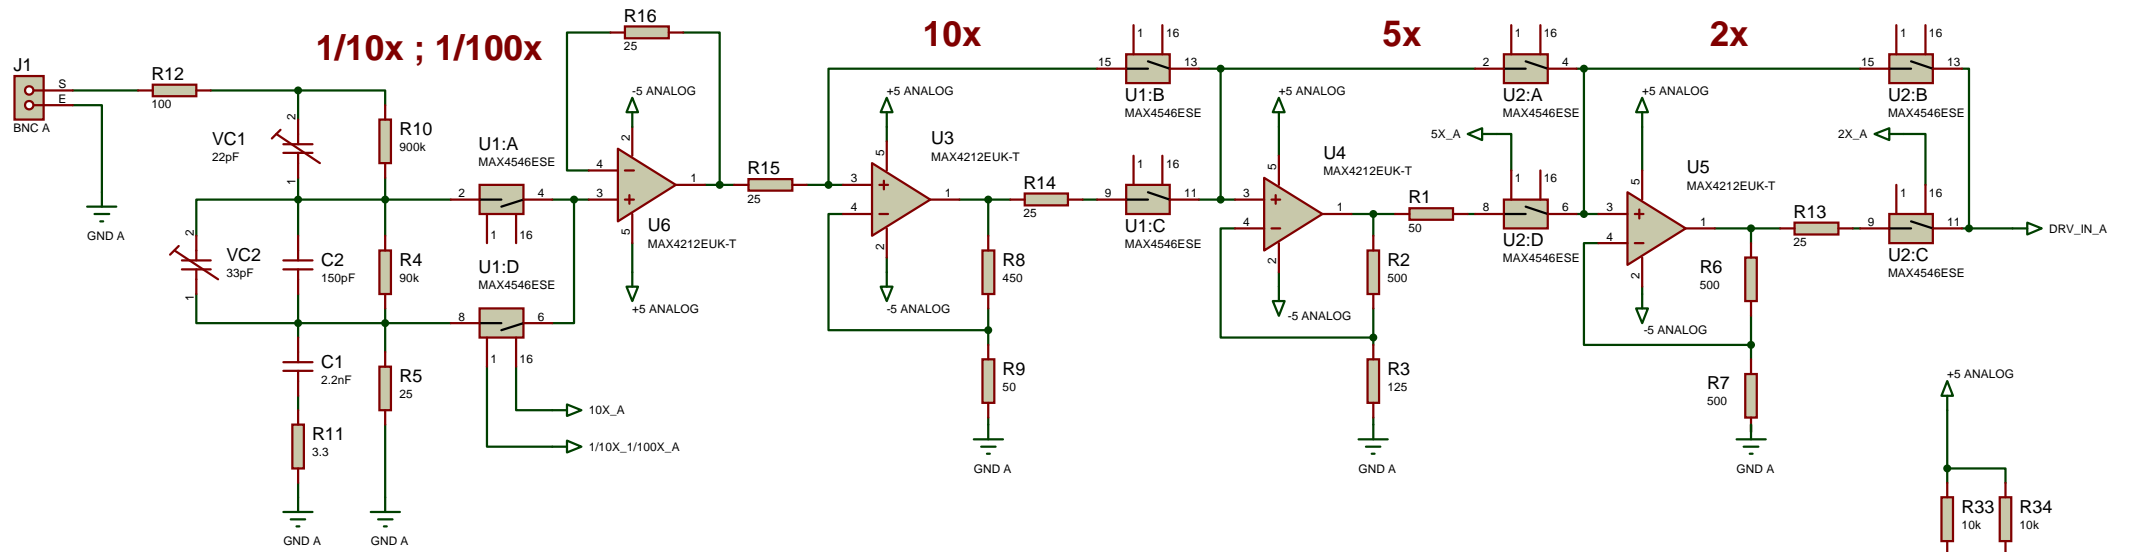 1/10x ; 1/100x
10x
5x
2x
J1
S
E
BNC A
GND A
R12
100
VC1
22pF
2
1
R10
900k
VC2
33pF
2
1
C2
150pF
R4
90k
C1
2.2nF
R11
3.3
R5
25
GND A
GND A
U1:A
MAX4546ESE
2
4
1
16
U1:D
MAX4546ESE
8
6
1
16
10X_A
1/10X_1/100X_A
R16
25
-5 ANALOG
2
4
3
1
5
U6
MAX4212EUK-T
+5 ANALOG
R15
25
+5 ANALOG
5
3
4
1
2
U3
MAX4212EUK-T
-5 ANALOG
R14
25
R8
450
R9
50
GND A
1
16
15
13
U1:B
MAX4546ESE
1
16
9
11
U1:C
MAX4546ESE
+5 ANALOG
5
3
4
1
2
U4
MAX4212EUK-T
-5 ANALOG
R1
50
R2
500
R3
125
GND A
1
16
2
4
U2:A
MAX4546ESE
5X_A
1
16
8
6
U2:D
MAX4546ESE
+5 ANALOG
5
3
4
1
2
U5
MAX4212EUK-T
-5 ANALOG
R13
25
R6
500
R7
500
GND A
1
16
15
13
U2:B
MAX4546ESE
2X_A
1
16
9
11
U2:C
MAX4546ESE
DRV_IN_A
+5 ANALOG
R33
10k
R34
10k